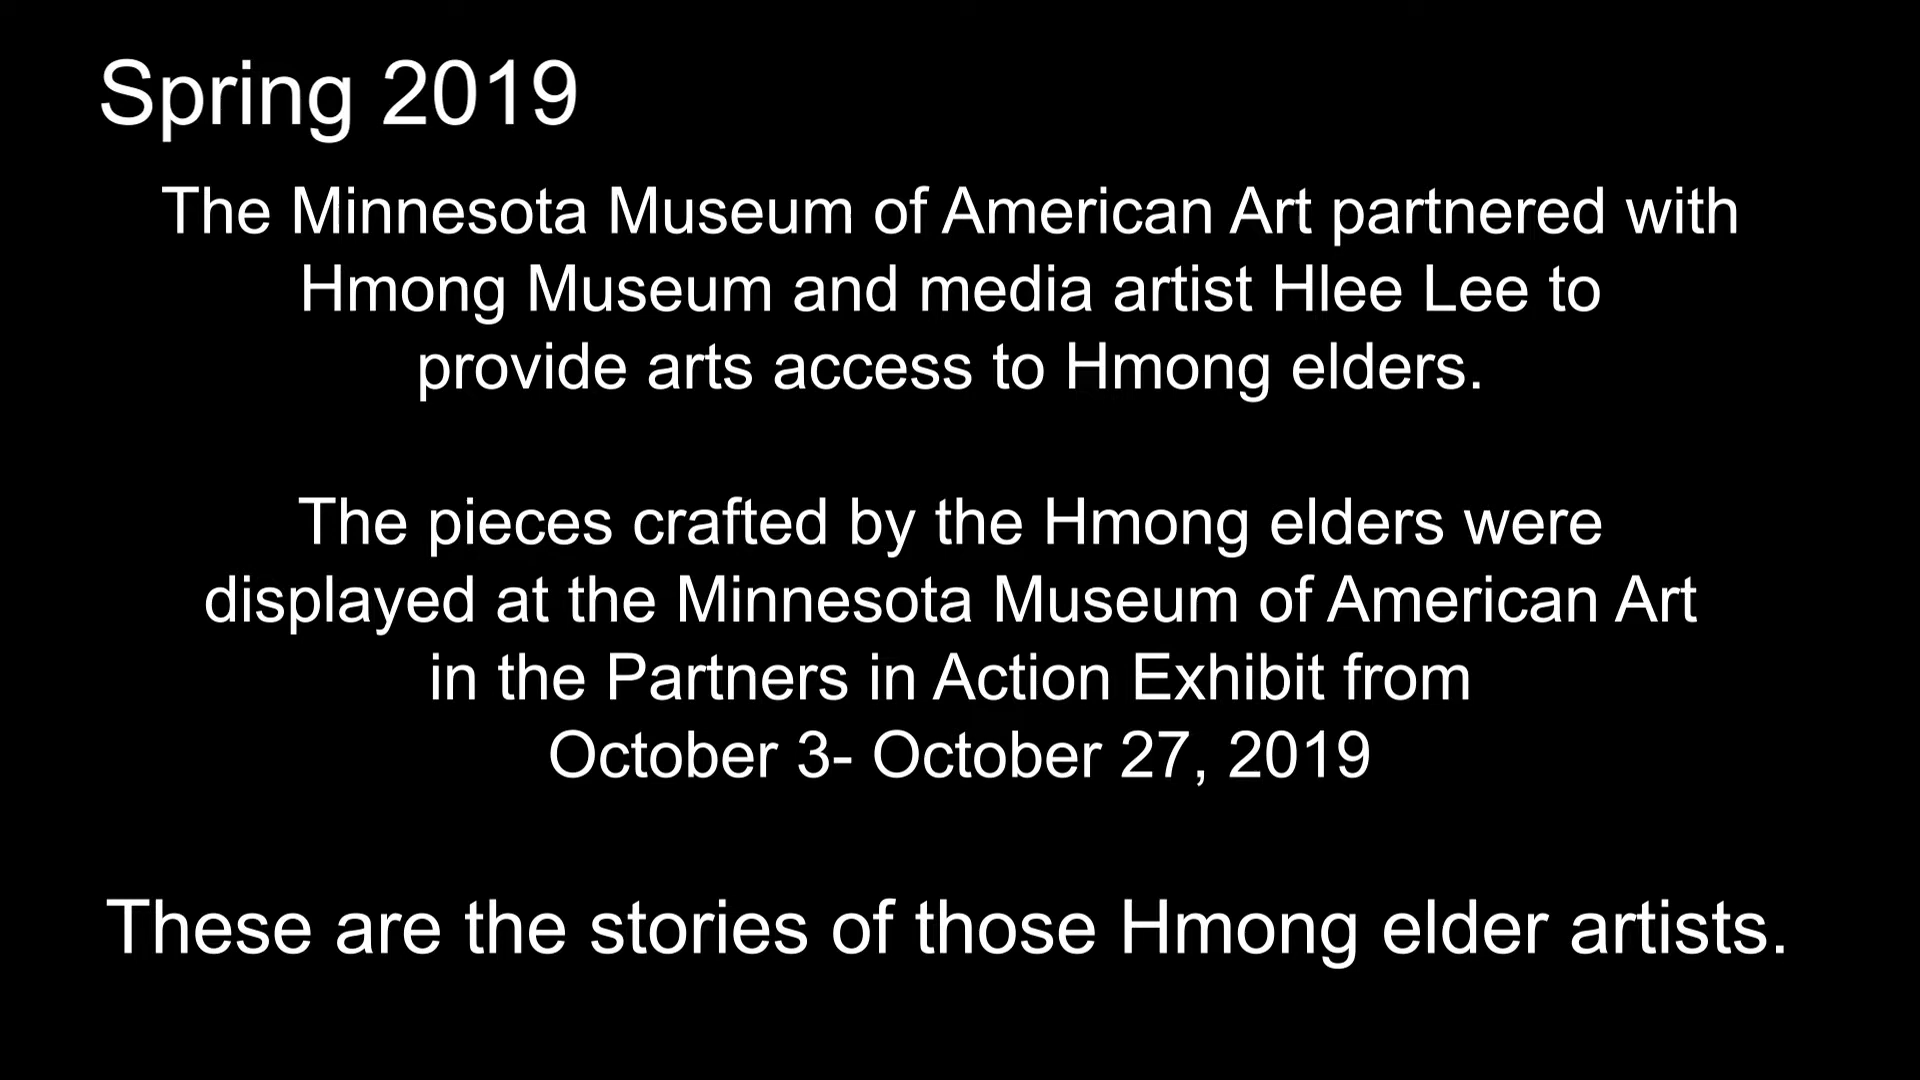 Spring 2019
The Minnesota Museum of American Art partnered with
Hmong Museum and media artist Hlee Lee to
provide arts access to Hmong elders.
The pieces crafted by the Hmong elders were
displayed at the Minnesota Museum of American Art
in the Partners in Action Exhibit from
October 3- October 27, 2019
These are the stories of those Hmong elder artists.